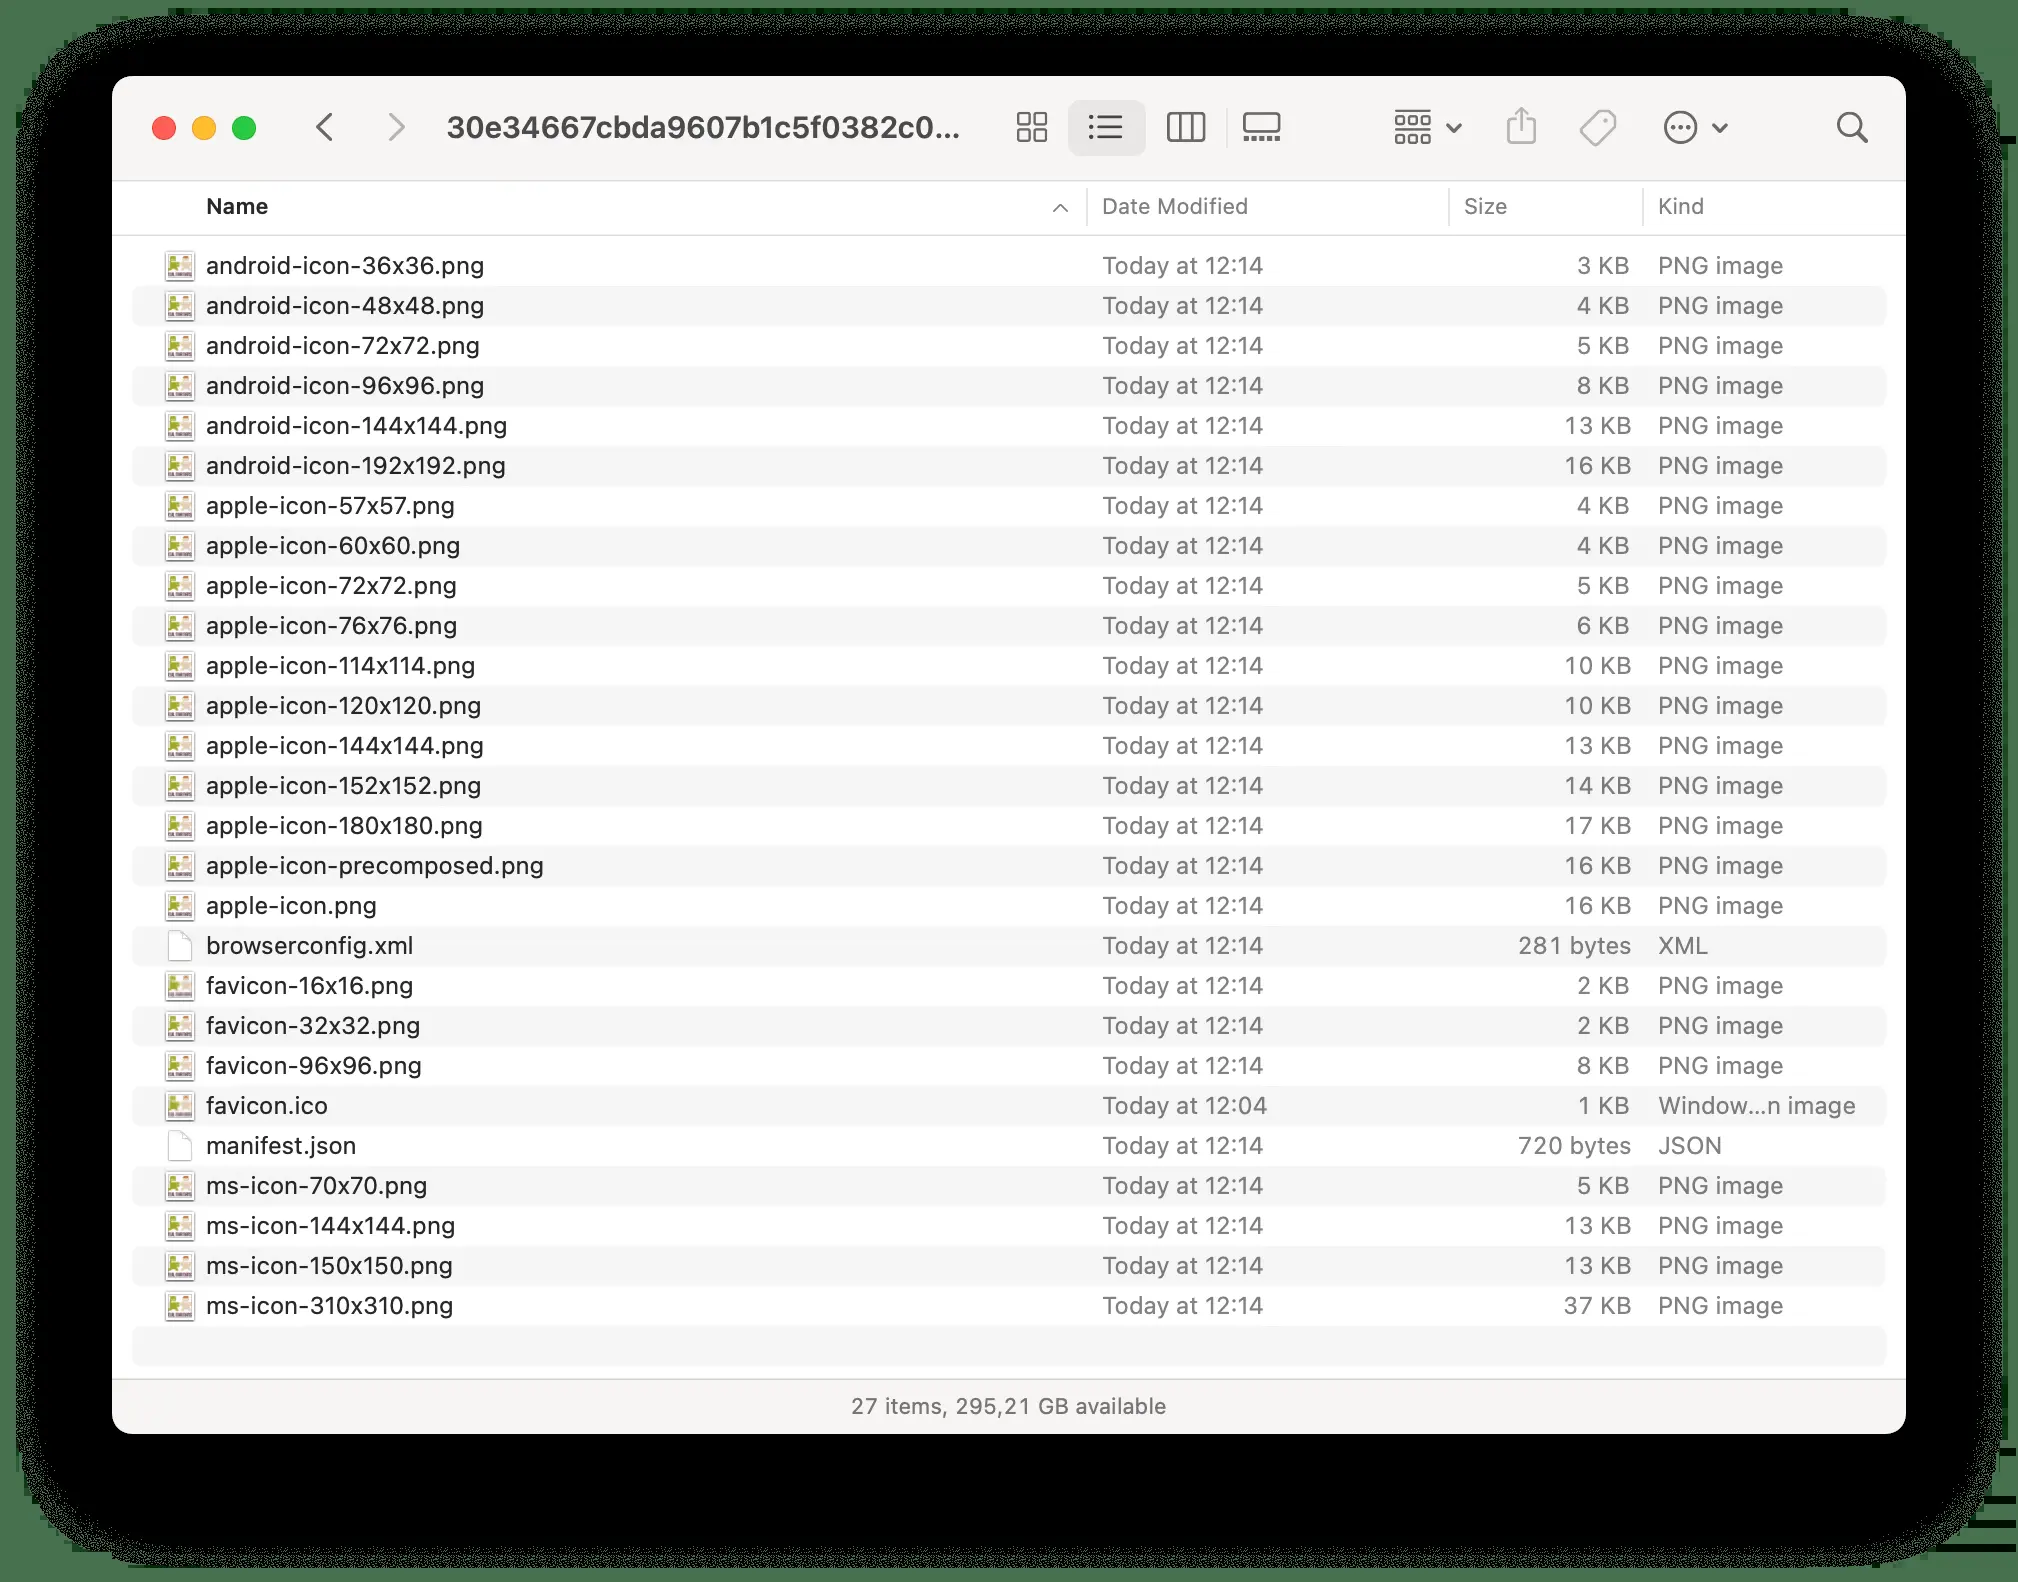 30e34667cbda9607b1c5f0382c0...
Name Date Modified Size Kind
android-icon-36x36.png Today at 12:14 3 KB PNG image
android-icon-48x48.png Today at 12:14 4 KB PNG image
android-icon-72x72.png Today at 12:14 5 KB PNG image
android-icon-96x96.png Today at 12:14 8 KB PNG image
android-icon-144x144.png Today at 12:14 13 KB PNG image
android-icon-192x192.png Today at 12:14 16 KB PNG image
apple-icon-57x57.png Today at 12:14 4 KB PNG image
apple-icon-60x60.png Today at 12:14 4 KB PNG image
apple-icon-72x72.png Today at 12:14 5 KB PNG image
apple-icon-76x76.png Today at 12:14 6 KB PNG image
apple-icon-114x114.png Today at 12:14 10 KB PNG image
apple-icon-120x120.png Today at 12:14 10 KB PNG image
apple-icon-144x144.png Today at 12:14 13 KB PNG image
apple-icon-152x152.png Today at 12:14 14 KB PNG image
apple-icon-180x180.png Today at 12:14 17 KB PNG image
apple-icon-precomposed.png Today at 12:14 16 KB PNG image
apple-icon.png Today at 12:14 16 KB PNG image
browserconfig.xml Today at 12:14 281 bytes XML
favicon-16x16.png Today at 12:14 2 KB PNG image
favicon-32x32.png Today at 12:14 2 KB PNG image
favicon-96x96.png Today at 12:14 8 KB PNG image
favicon.ico Today at 12:04 1 KB Window...n image
manifest.json Today at 12:14 720 bytes JSON
ms-icon-70x70.png Today at 12:14 5 KB PNG image
ms-icon-144x144.png Today at 12:14 13 KB PNG image
ms-icon-150x150.png Today at 12:14 13 KB PNG image
ms-icon-310x310.png Today at 12:14 37 KB PNG image
27 items, 295,21 GB available